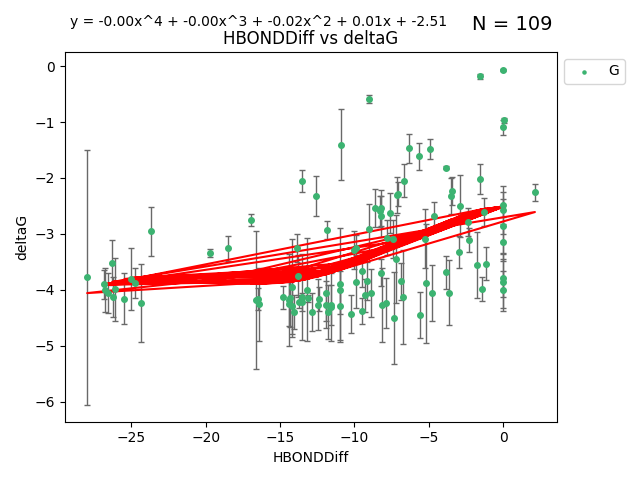 y = -0.00x^4 + -0.00x^3 + -0.02x^2 + 0.01x + -2.51
N = 109
HBONDDiff vs deltaG
G
deltaG
0
−1
−2
−3
−4
−5
−6
−25 −20 −15 −10 −5 0
HBONDDiff